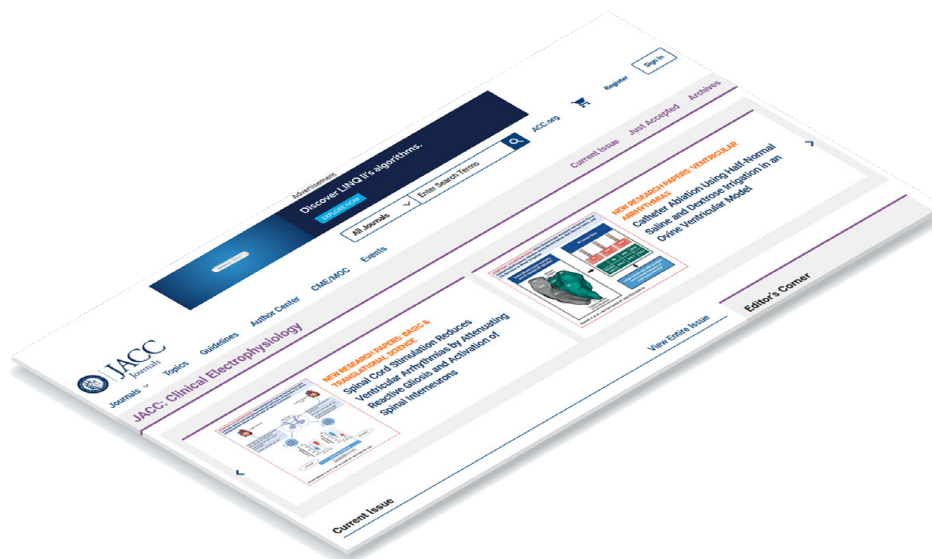 Advertisement
Discover LINQ II's algorithms.
EXPLORE NOW
Sign In
Register
ACC.org
All Journals
Enter Search Terms
JACC
Journals
Journals
Topics
Guidelines
Author Center
CME/MOC
Events
JACC: Clinical Electrophysiology
Current Issue
Just Accepted
Archives
NEW RESEARCH PAPERS: BASIC &
TRANSLATIONAL SCIENCE
Spinal Cord Stimulation Reduces
Ventricular Arrhythmias by Attenuating
Reactive Gliosis and Activation of
Spinal Interneurons
NEW RESEARCH PAPERS: VENTRICULAR
ARRHYTHMIAS
Catheter Ablation Using Half-Normal
Saline and Dextrose Irrigation in an
Ovine Ventricular Model
Current Issue
View Entire Issue
Editor's Corner